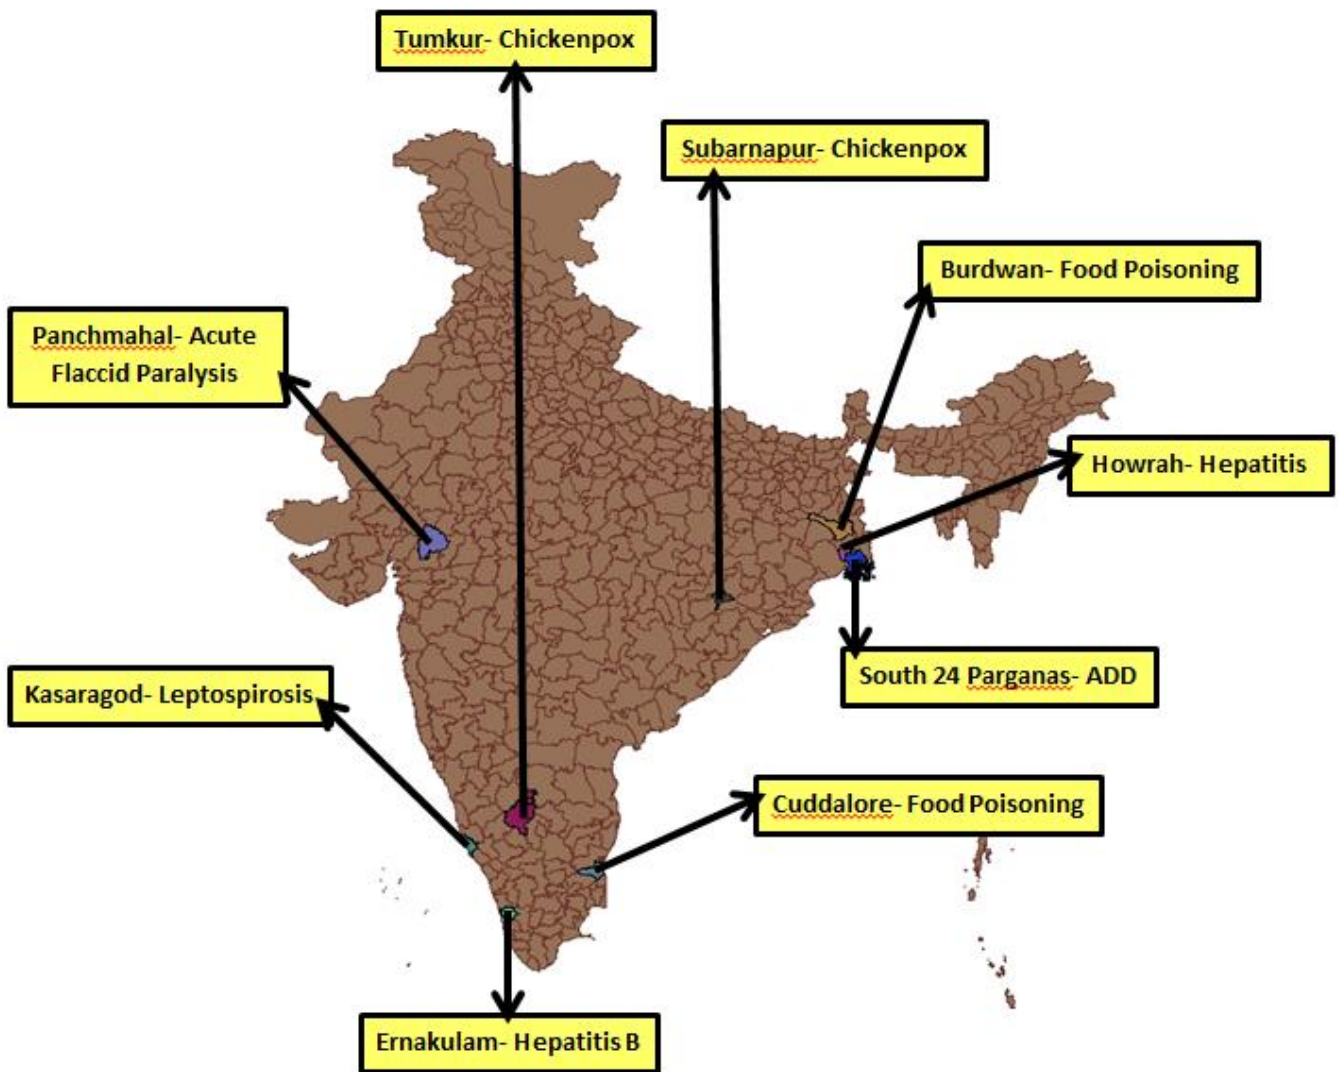 Tumkur- Chickenpox
Subarnapur- Chickenpox
Burdwan- Food Poisoning
Panchmahal- Acute
Flaccid Paralysis
Howrah- Hepatitis
South 24 Parganas- ADD
Kasaragod- Leptospirosis
Cuddalore- Food Poisoning
Ernakulam- Hepatitis B